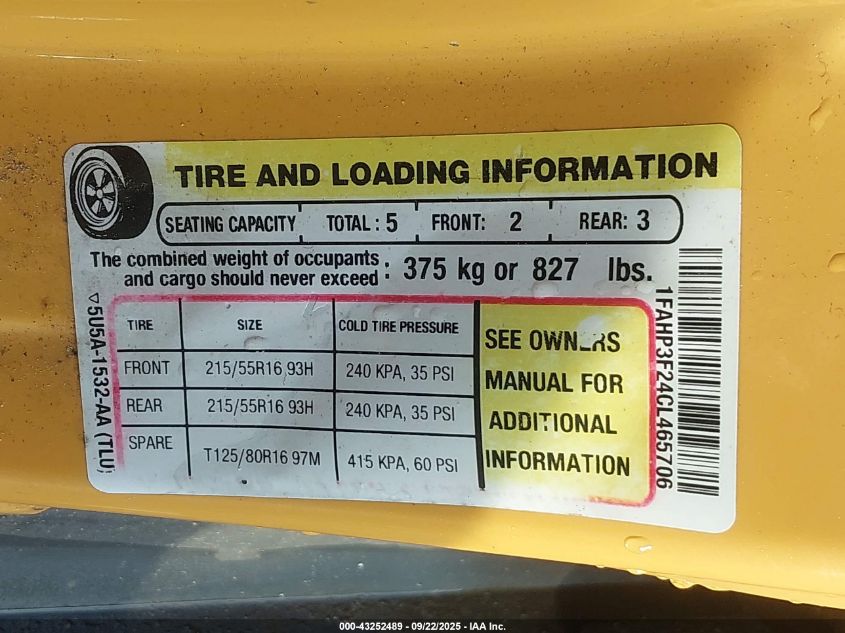 TIRE AND LOADING INFORMATION
SEATING CAPACITY TOTAL : 5 FRONT: 2 REAR: 3
The combined weight of occupants
and cargo should never exceed : 375 kg or 827 lbs.
TIRE SIZE COLD TIRE PRESSURE
FRONT 215/55R16 93H 240 KPA, 35 PSI
REAR 215/55R16 93H 240 KPA, 35 PSI
SPARE T125/80R16 97M 415 KPA, 60 PSI
SEE OWNERS
MANUAL FOR
ADDITIONAL
INFORMATION
5U5A-1532-AA (TLU)
1FAHP3F24CL465706
000-43252489 - 09/22/2025 - IAA Inc.